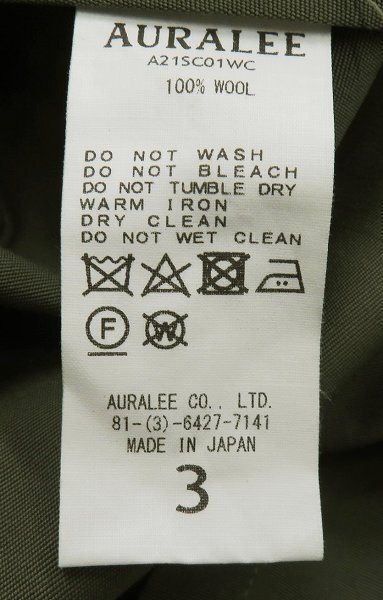 AURALEE
A21SC01WC
100% WOOL
DO NOT WASH
DO NOT BLEACH
DO NOT TUMBLE DRY
WARM IRON
DRY CLEAN
DO NOT WET CLEAN
F W
AURALEE CO., LTD.
81-(3)-6427-7141
MADE IN JAPAN
3